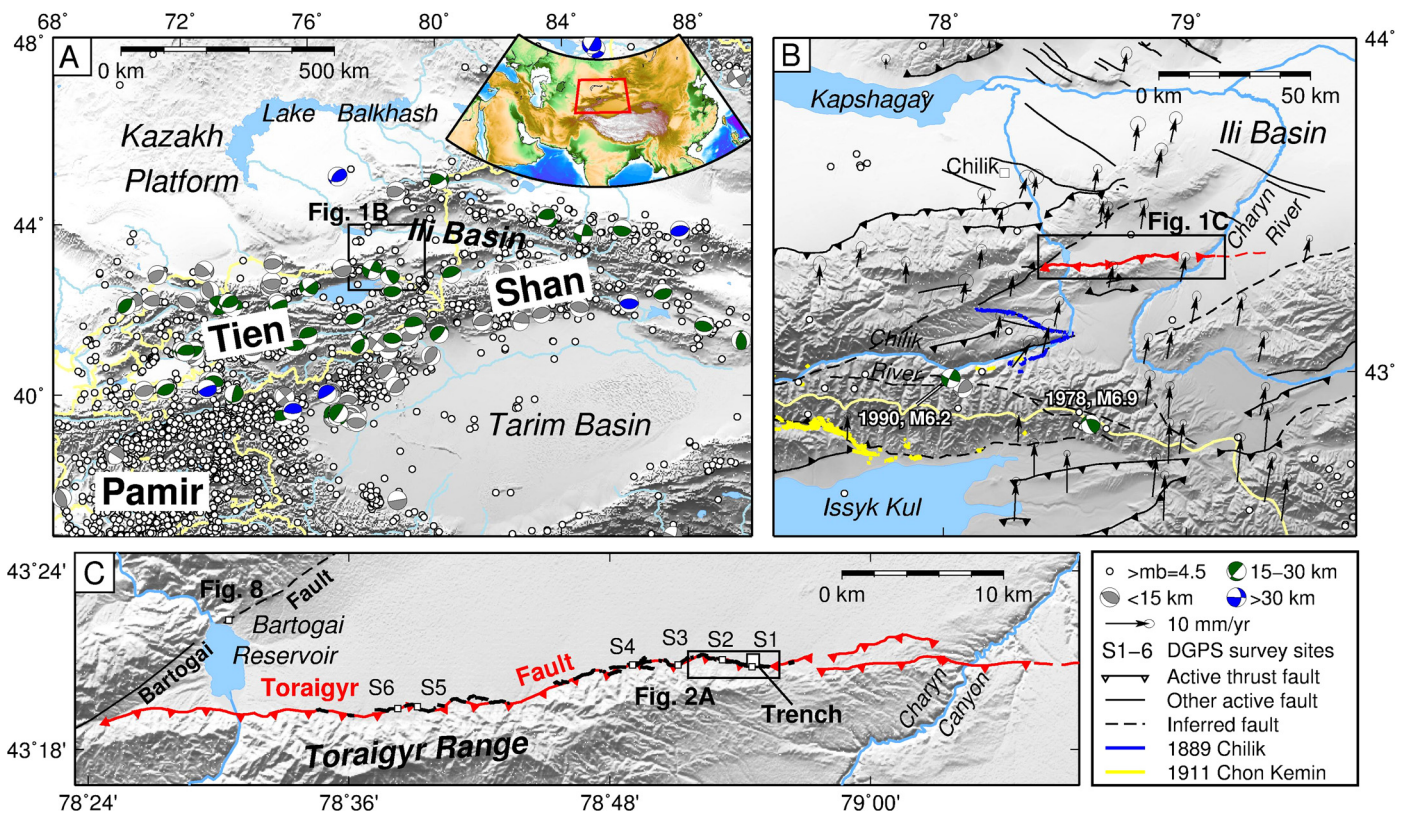 68° 72 76 80 84 88°
48°
A
0 km 500 km
Lake Balkhash
Kazakh
Platform
Fig. 1B
44°
Ili Basin
Shan
Tien
40°
Tarim Basin
Pamir
78° 79°
44°
B
Kapshagay
0 km 50 km
Ili Basin
Chilik
Fig. 1C
Charyn
River
Chilik
River
43°
1990, M6.2
1978, M6.9
Issyk Kul
43°24'
C
Fig. 8
Fault
0 km 10 km
Bartogai
Reservoir
Bartogai
Toraigyr
Fault
S6
S5
S4
S3
S2
S1
Fig. 2A
Trench
Charyn
Canyon
Toraigyr Range
43°18'
78°24' 78°36' 78°48' 79°00'
>mb=4.5 15–30 km
<15 km >30 km
10 mm/yr
S1–6 DGPS survey sites
Active thrust fault
Other active fault
Inferred fault
1889 Chilik
1911 Chon Kemin